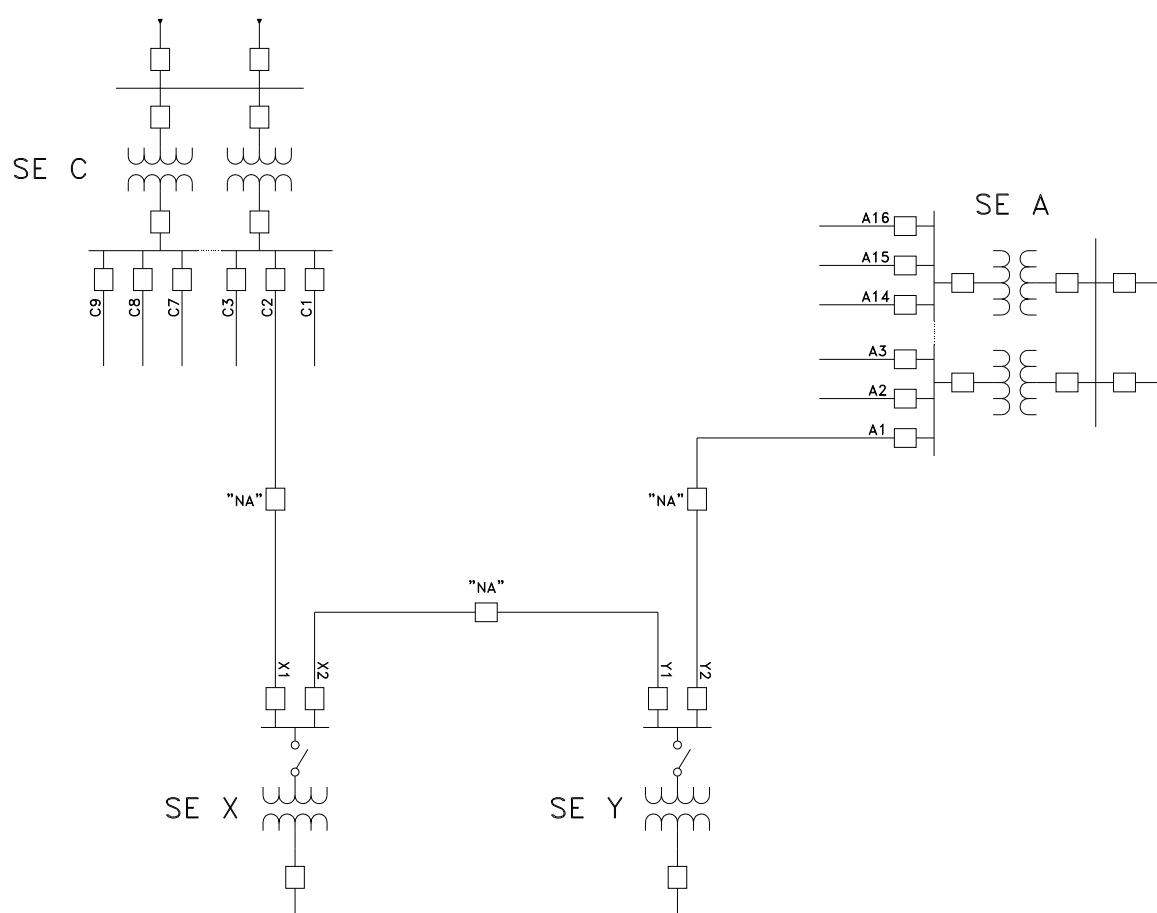 SE C
C9
C8
C7
C3
C2
C1
SE A
A16
A15
A14
A3
A2
A1
"NA"
"NA"
"NA"
X1
X2
Y1
Y2
SE X
SE Y